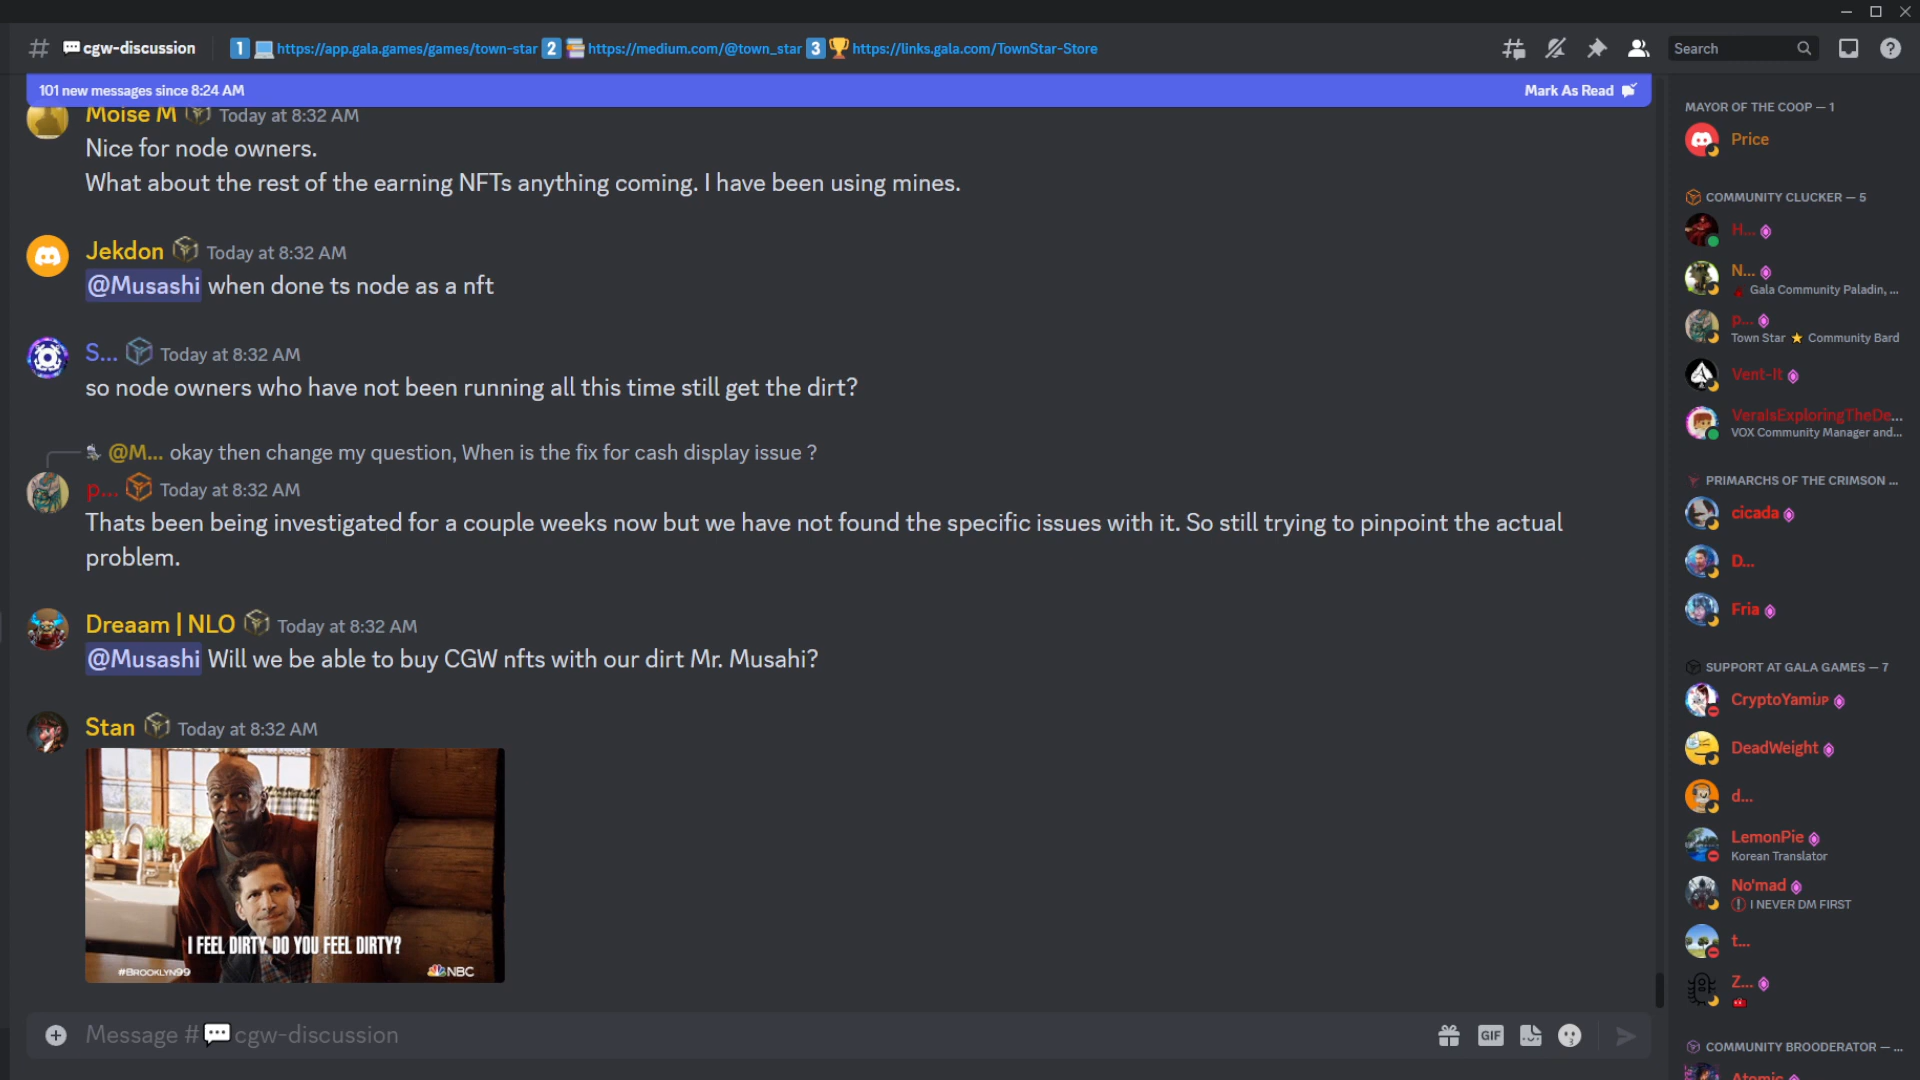 cgw-discussion
1 https://app.gala.games/games/town-star 2 https://medium.com/@town_star 3 https://links.gala.com/TownStar-Store
Search
101 new messages since 8:24 AM
Mark As Read
Moise M Today at 8:32 AM
Nice for node owners.
What about the rest of the earning NFTs anything coming. I have been using mines.
Jekdon Today at 8:32 AM
@Musashi when done ts node as a nft
S... Today at 8:32 AM
so node owners who have not been running all this time still get the dirt?
@M... okay then change my question, When is the fix for cash display issue ?
p... Today at 8:32 AM
Thats been being investigated for a couple weeks now but we have not found the specific issues with it. So still trying to pinpoint the actual
problem.
Dreaam | NLO Today at 8:32 AM
@Musashi Will we be able to buy CGW nfts with our dirt Mr. Musahi?
Stan Today at 8:32 AM
I FEEL DIRTY. DO YOU FEEL DIRTY?
#BROOKLYN99
NBC
Message # cgw-discussion
GIF
MAYOR OF THE COOP — 1
Price
COMMUNITY CLUCKER — 5
H...
N...
Gala Community Paladin, ...
p...
Town Star ⭐ Community Bard
Vent-It
VeraIsExploringTheDe...
VOX Community Manager and...
PRIMARCHS OF THE CRIMSON ...
cicada
D...
Fria
SUPPORT AT GALA GAMES — 7
CryptoYamiJP
DeadWeight
d...
LemonPie
Korean Translator
No'mad
I NEVER DM FIRST
t...
Z...
COMMUNITY BROODERATOR — ...
Atomic